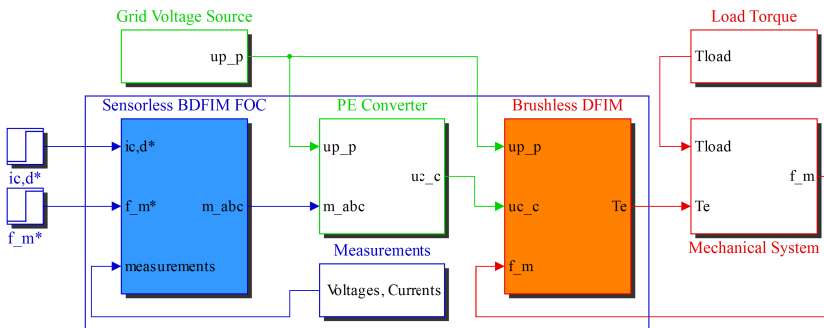 Grid Voltage Source
Load Torque
up_p
Tload
Sensorless BDFIM FOC
PE Converter
Brushless DFIM
ic,d*
ic,d*
up_p
up_p
Tload
uc_c
f_m
f_m*
f_m*
m_abc
m_abc
uc_c
Te
Te
Measurements
Mechanical System
measurements
f_m
Voltages, Currents